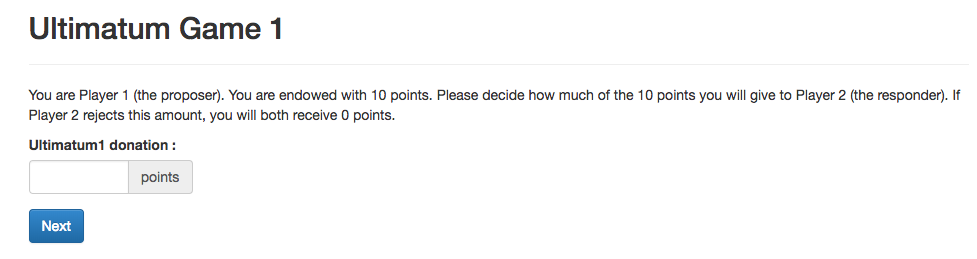 Ultimatum Game 1
You are Player 1 (the proposer). You are endowed with 10 points. Please decide how much of the 10 points you will give to Player 2 (the responder). If
Player 2 rejects this amount, you will both receive 0 points.
Ultimatum1 donation :
points
Next